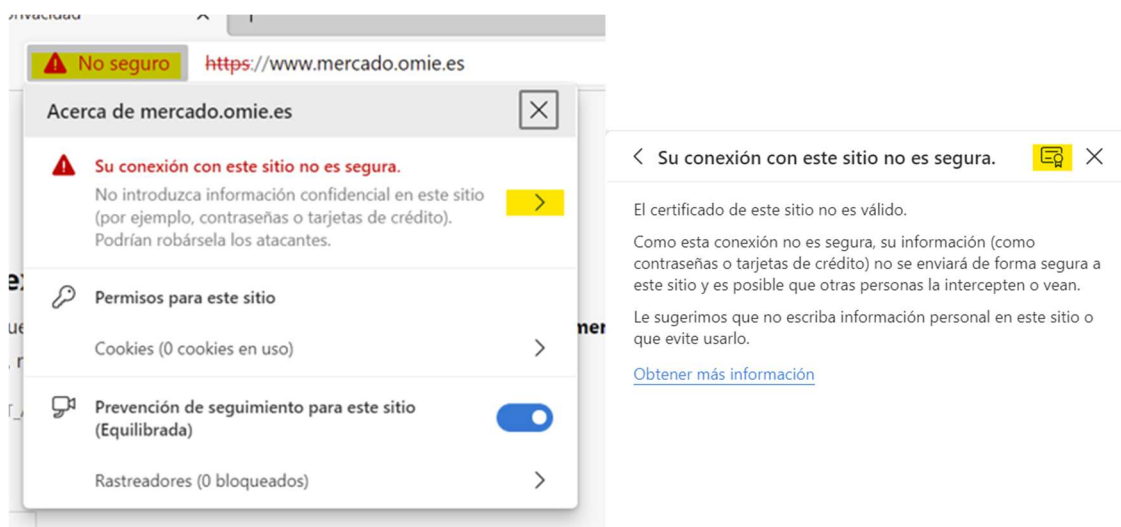 No seguro https://www.mercado.omie.es
Acerca de mercado.omie.es
Su conexión con este sitio no es segura.
No introduzca información confidencial en este sitio
(por ejemplo, contraseñas o tarjetas de crédito).
Podrían robársela los atacantes.
Permisos para este sitio
Cookies (0 cookies en uso)
Prevención de seguimiento para este sitio
(Equilibrada)
Rastreadores (0 bloqueados)
Su conexión con este sitio no es segura.
El certificado de este sitio no es válido.
Como esta conexión no es segura, su información (como
contraseñas o tarjetas de crédito) no se enviará de forma segura a
este sitio y es posible que otras personas la intercepten o vean.
Le sugerimos que no escriba información personal en este sitio o
que evite usarlo.
Obtener más información